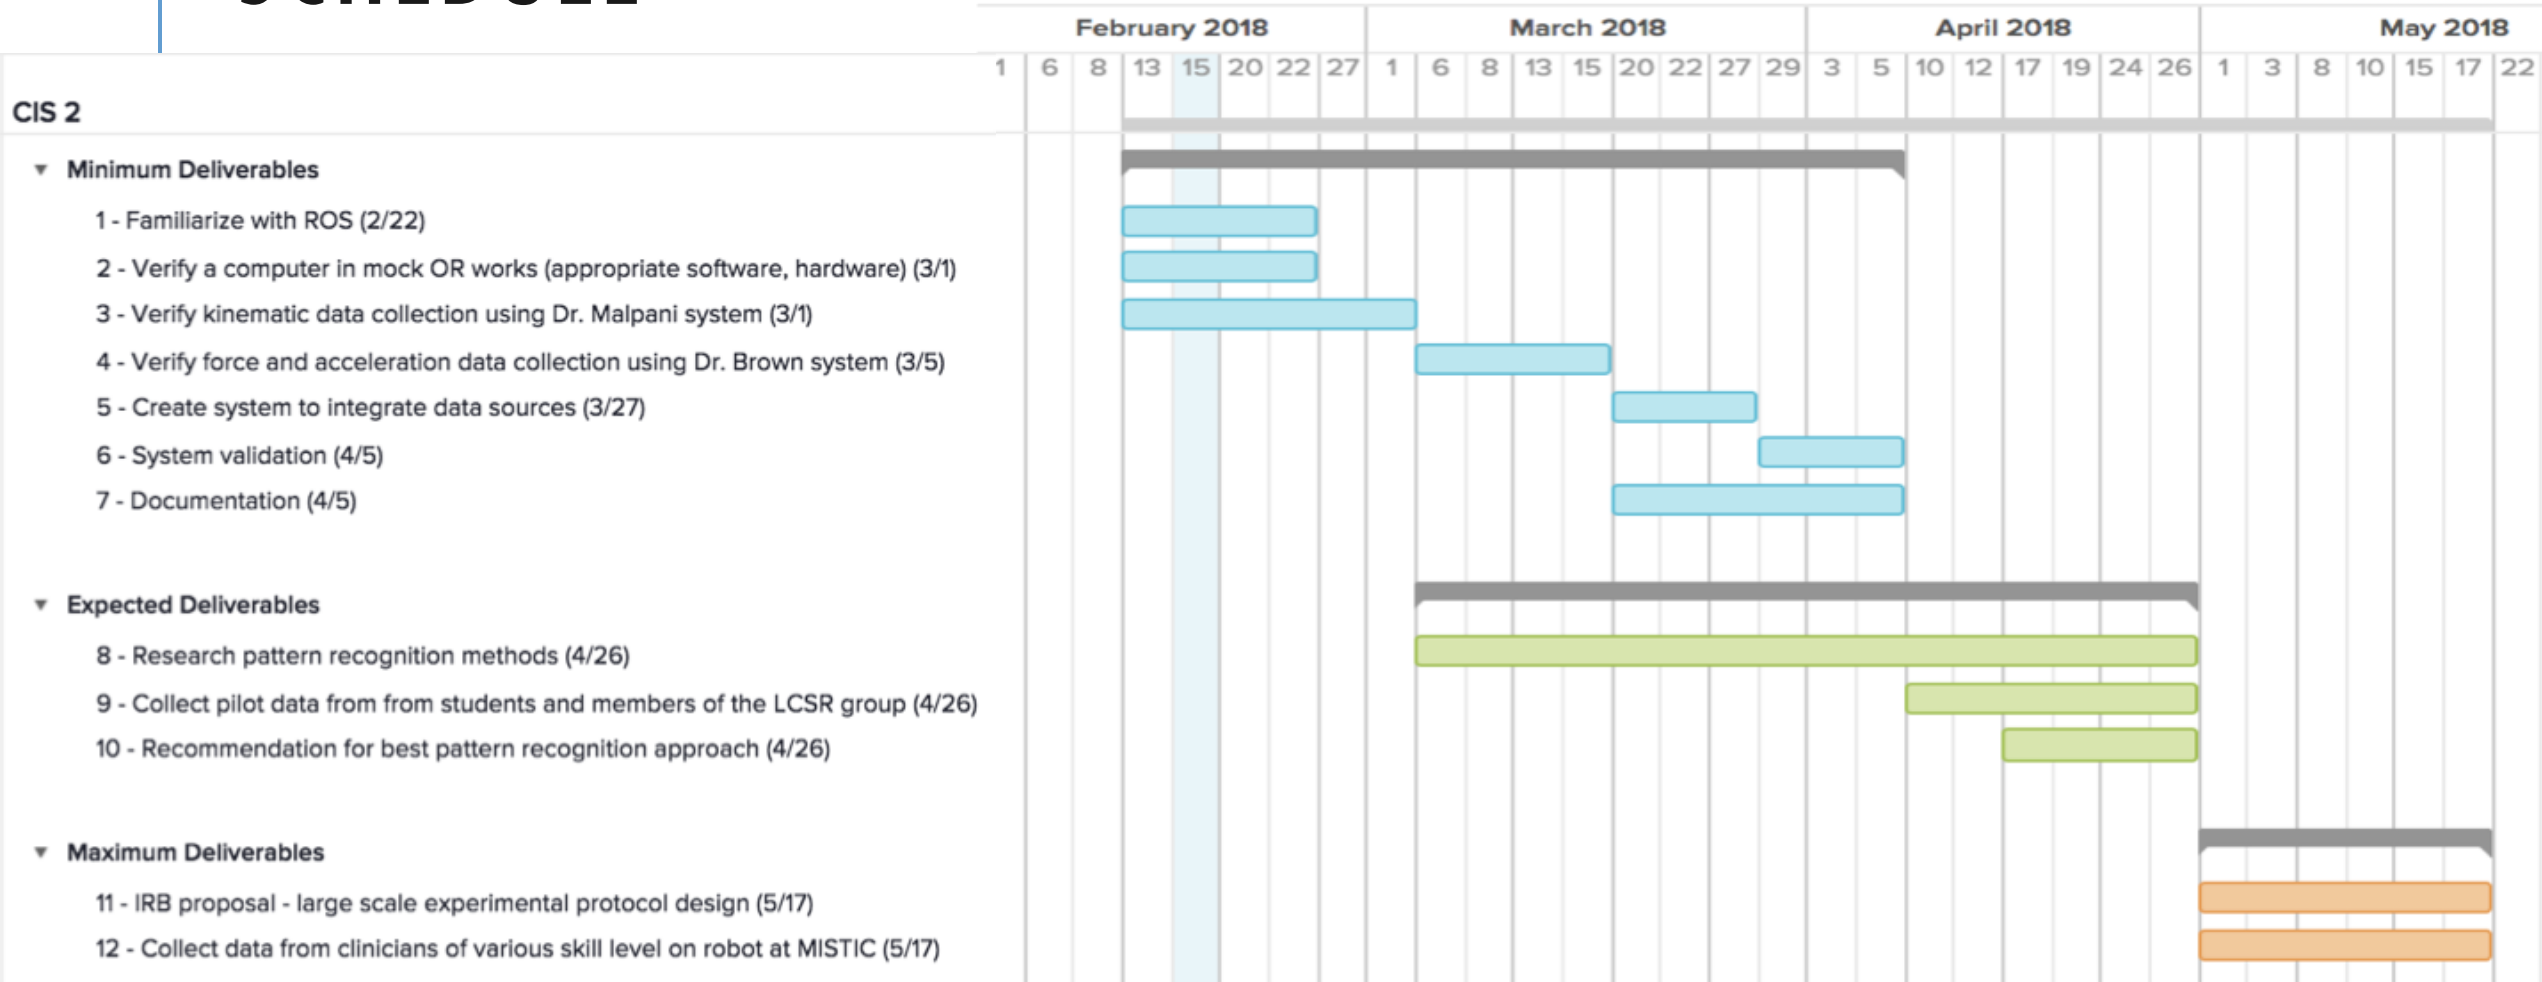 SCHEDULE
February 2018 March 2018 April 2018 May 2018
1 6 8 13 15 20 22 27 1 6 8 13 15 20 22 27 29 3 5 10 12 17 19 24 26 1 3 8 10 15 17 22
CIS 2
Minimum Deliverables
1 - Familiarize with ROS (2/22)
2 - Verify a computer in mock OR works (appropriate software, hardware) (3/1)
3 - Verify kinematic data collection using Dr. Malpani system (3/1)
4 - Verify force and acceleration data collection using Dr. Brown system (3/5)
5 - Create system to integrate data sources (3/27)
6 - System validation (4/5)
7 - Documentation (4/5)
Expected Deliverables
8 - Research pattern recognition methods (4/26)
9 - Collect pilot data from from students and members of the LCSR group (4/26)
10 - Recommendation for best pattern recognition approach (4/26)
Maximum Deliverables
11 - IRB proposal - large scale experimental protocol design (5/17)
12 - Collect data from clinicians of various skill level on robot at MISTIC (5/17)